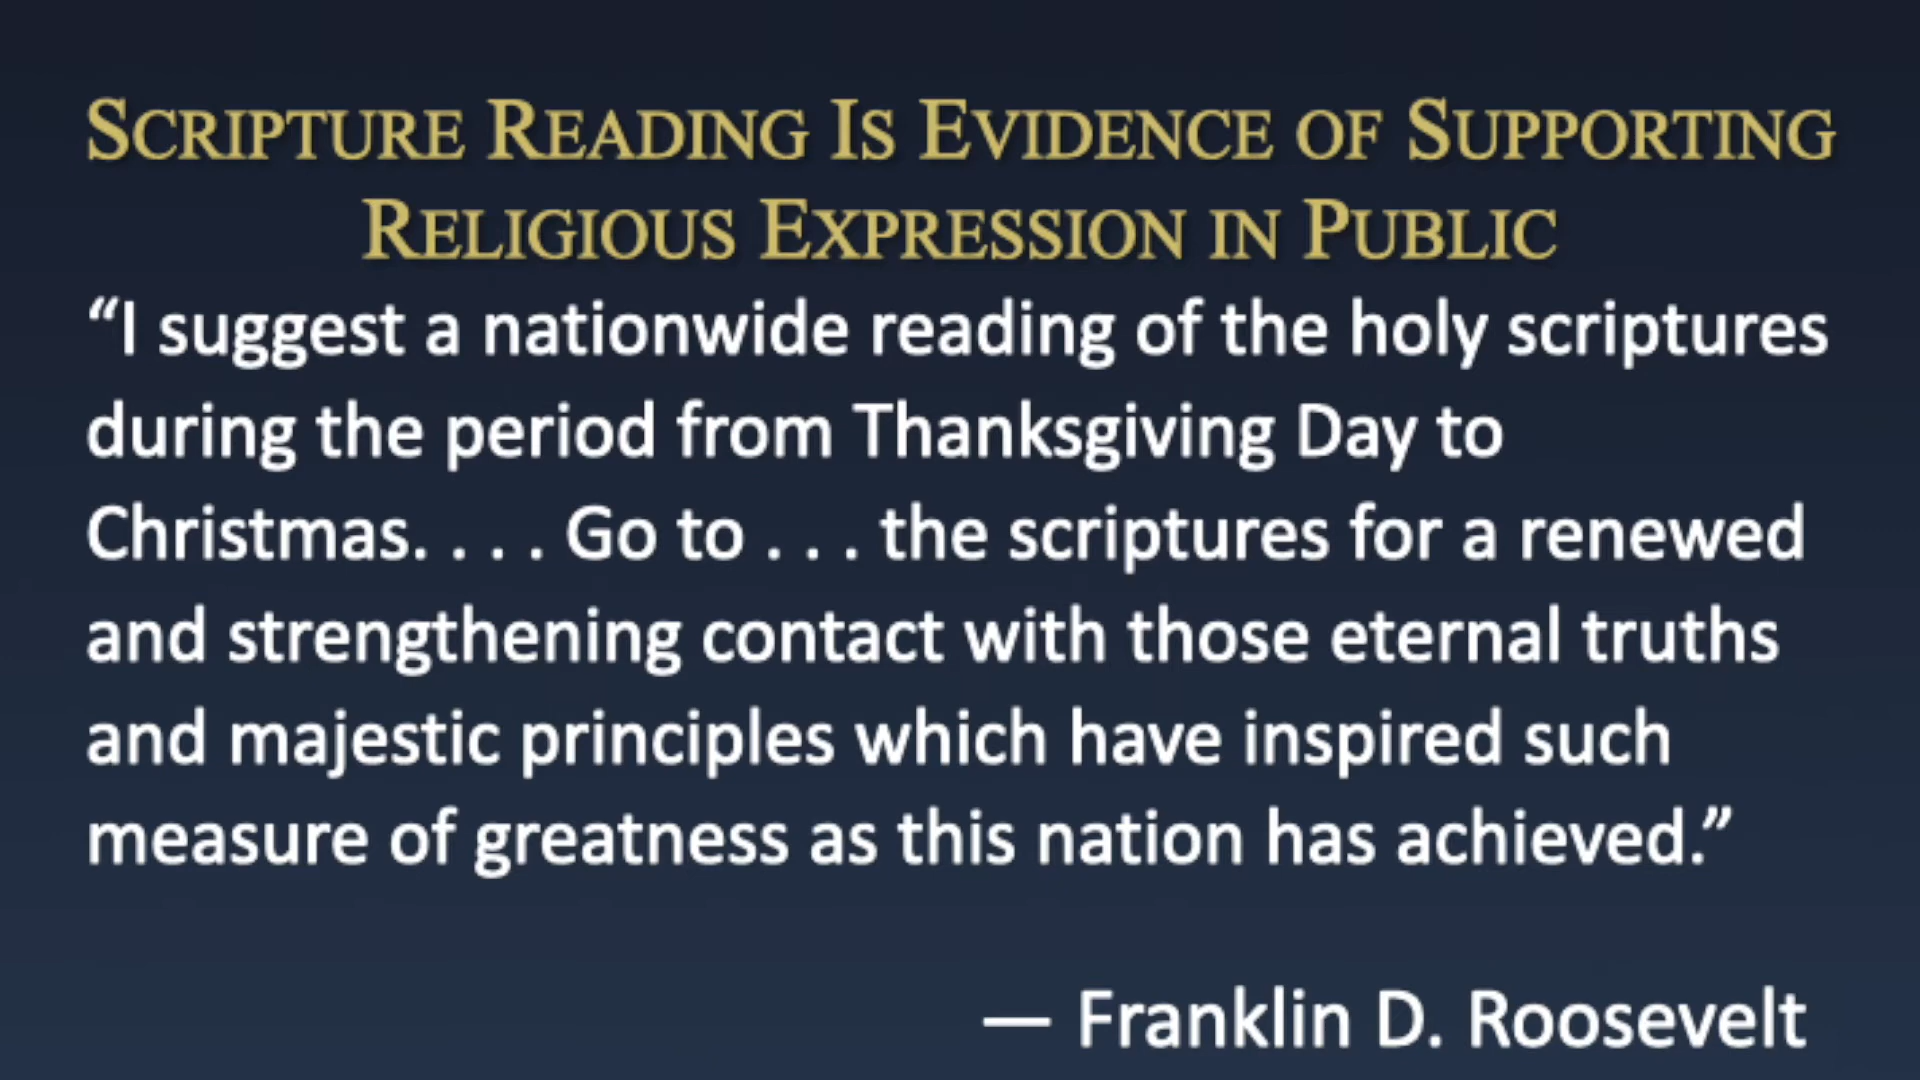 SCRIPTURE READING IS EVIDENCE OF SUPPORTING
RELIGIOUS EXPRESSION IN PUBLIC
“I suggest a nationwide reading of the holy scriptures
during the period from Thanksgiving Day to
Christmas. . . . Go to . . . the scriptures for a renewed
and strengthening contact with those eternal truths
and majestic principles which have inspired such
measure of greatness as this nation has achieved.”
— Franklin D. Roosevelt